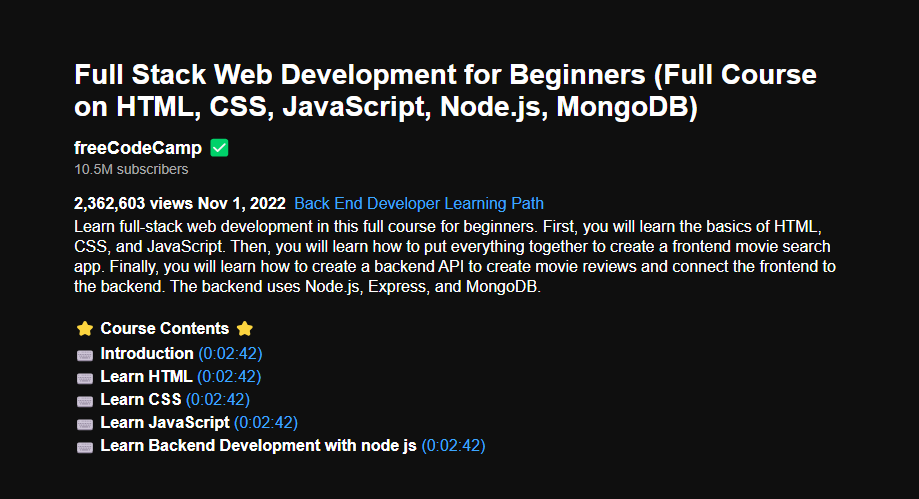 Full Stack Web Development for Beginners (Full Course
on HTML, CSS, JavaScript, Node.js, MongoDB)
freeCodeCamp ✅
10.5M subscribers
2,362,603 views Nov 1, 2022 Back End Developer Learning Path
Learn full-stack web development in this full course for beginners. First, you will learn the basics of HTML,
CSS, and JavaScript. Then, you will learn how to put everything together to create a frontend movie search
app. Finally, you will learn how to create a backend API to create movie reviews and connect the frontend to
the backend. The backend uses Node.js, Express, and MongoDB.
⭐ Course Contents ⭐
⌨️ Introduction (0:02:42)
⌨️ Learn HTML (0:02:42)
⌨️ Learn CSS (0:02:42)
⌨️ Learn JavaScript (0:02:42)
⌨️ Learn Backend Development with node js (0:02:42)